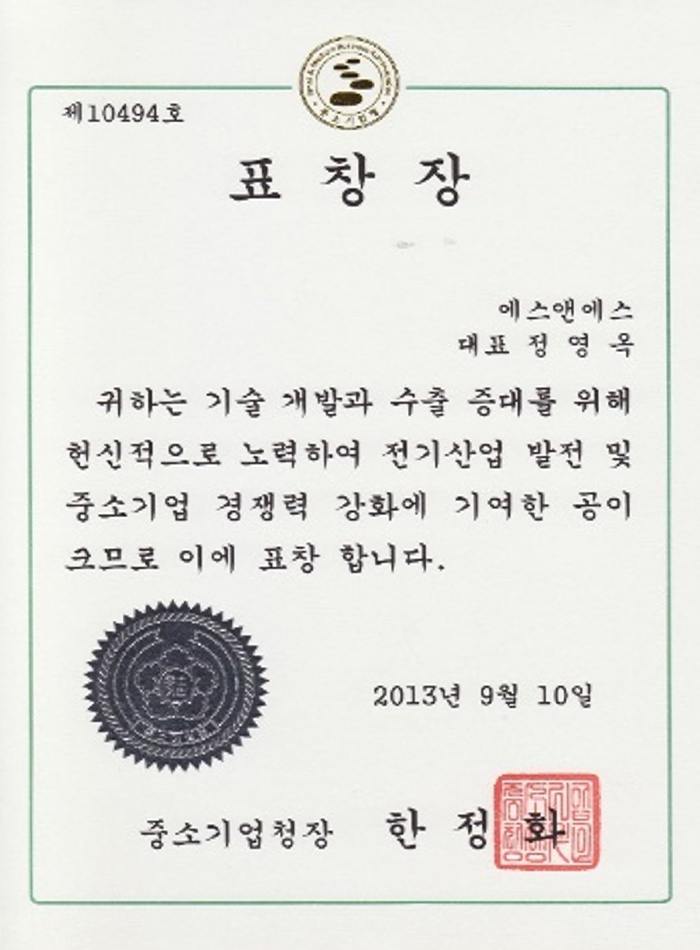 제10494호
표 창 장
에스앤에스
대표 정 영 옥
귀하는 기술 개발과 수출 증대를 위해
헌신적으로 노력하여 전기산업 발전 및
중소기업 경쟁력 강화에 기여한 공이
크므로 이에 표창 합니다.
2013년 9월 10일
중소기업청장 한 정 화